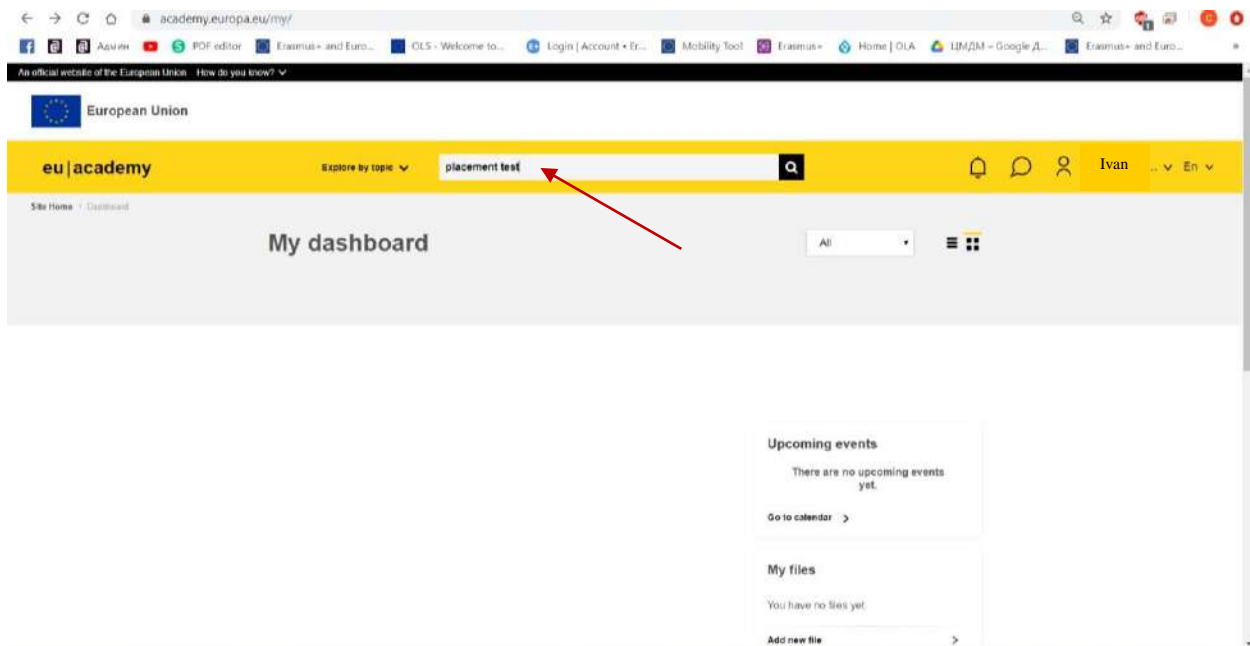 academy.europa.eu/my/
Админ PDF editor Erasmus+ and Euro... OLS - Welcome to... Login | Account • Er... Mobility Tool Erasmus+ Home | OLA ЦМДМ – Google Д... Erasmus+ and Euro...
An official website of the European Union How do you know?
European Union
eu|academy Explore by topic placement test Ivan ... En
Site Home Dashboard
My dashboard All
Upcoming events
There are no upcoming events
yet.
Go to calendar
My files
You have no files yet
Add new file